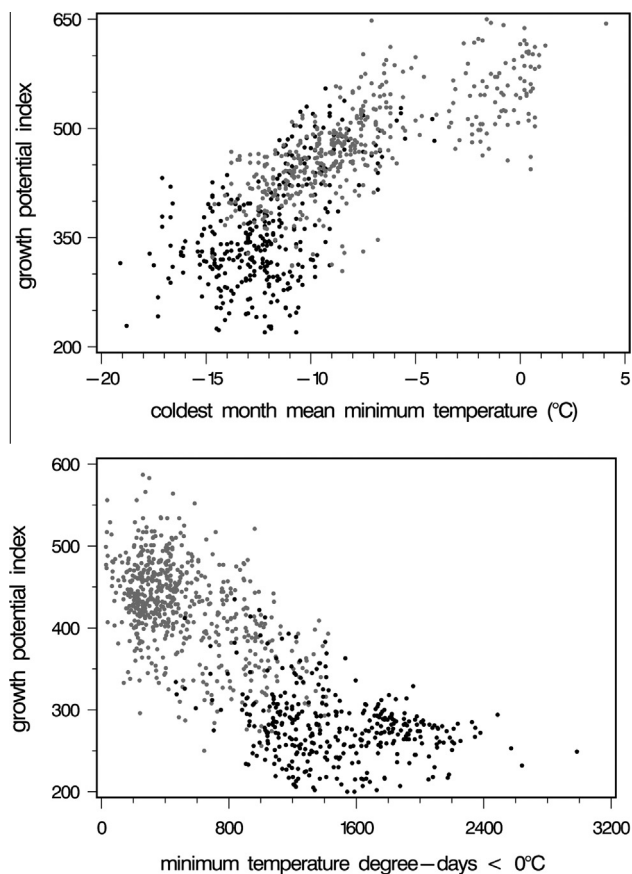 650
500
350
200
growth potential index
−20 −15 −10 −5 0 5
coldest month mean minimum temperature (°C)
600
500
400
300
200
growth potential index
0 800 1600 2400 3200
minimum temperature degree−days < 0°C